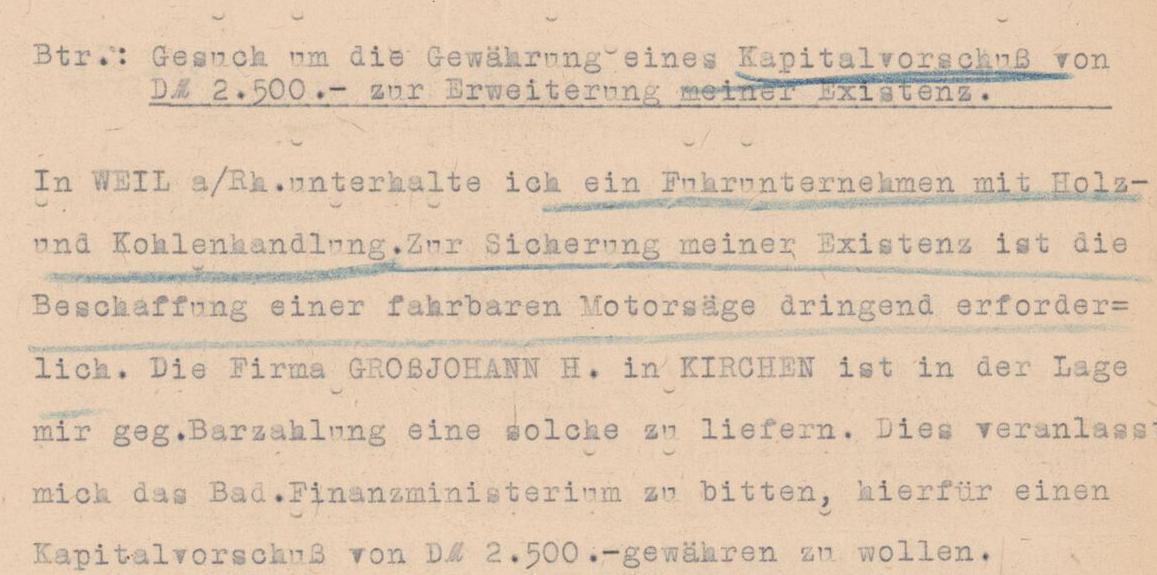 Btr.: Gesuch um die Gewährung eines Kapitalvorschuß von
DM 2.500.- zur Erweiterung meiner Existenz.
In WEIL a/Rh.unterhalte ich ein Fuhrunternehmen mit Holz-
und Kohlenhandlung.Zur Sicherung meiner Existenz ist die
Beschaffung einer fahrbaren Motorsäge dringend erforder=
lich. Die Firma GROßJOHANN H. in KIRCHEN ist in der Lage
mir geg.Barzahlung eine solche zu liefern. Dies veranlasst
mich das Bad.Finanzministerium zu bitten, hierfür einen
Kapitalvorschuß von DM 2.500.-gewähren zu wollen.